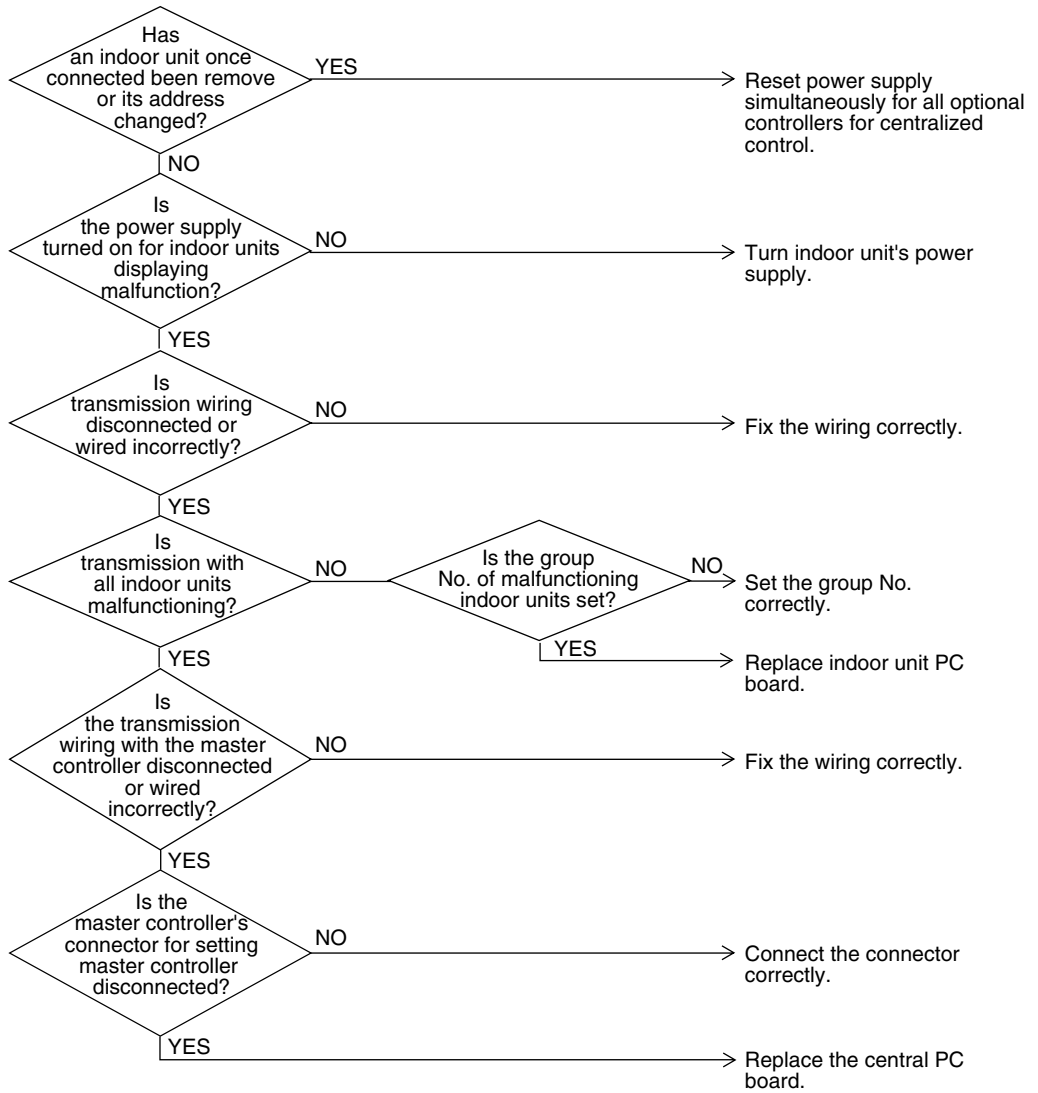 Has
an indoor unit once
connected been remove
or its address
changed?
YES
Reset power supply
simultaneously for all optional
controllers for centralized
control.
NO
Is
the power supply
turned on for indoor units
displaying
malfunction?
NO
Turn indoor unit's power
supply.
YES
Is
transmission wiring
disconnected or
wired incorrectly?
NO
Fix the wiring correctly.
YES
Is
transmission with
all indoor units
malfunctioning?
NO
Is the group
No. of malfunctioning
indoor units set?
NO
Set the group No.
correctly.
YES
Replace indoor unit PC
board.
YES
Is
the transmission
wiring with the master
controller disconnected
or wired
incorrectly?
NO
Fix the wiring correctly.
YES
Is the
master controller's
connector for setting
master controller
disconnected?
NO
Connect the connector
correctly.
YES
Replace the central PC
board.